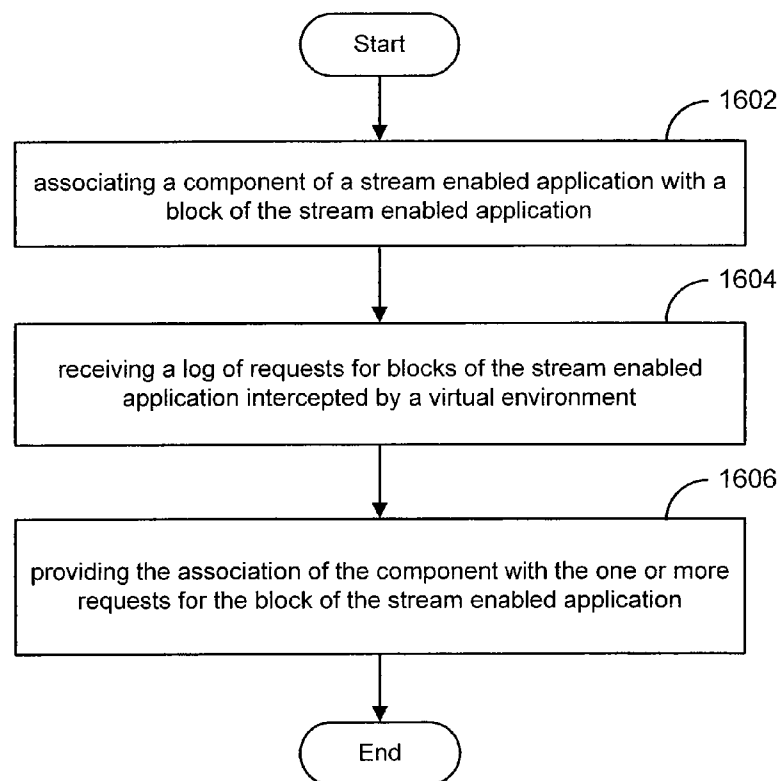 Start
1602
associating a component of a stream enabled application with a
block of the stream enabled application
1604
receiving a log of requests for blocks of the stream enabled
application intercepted by a virtual environment
1606
providing the association of the component with the one or more
requests for the block of the stream enabled application
End